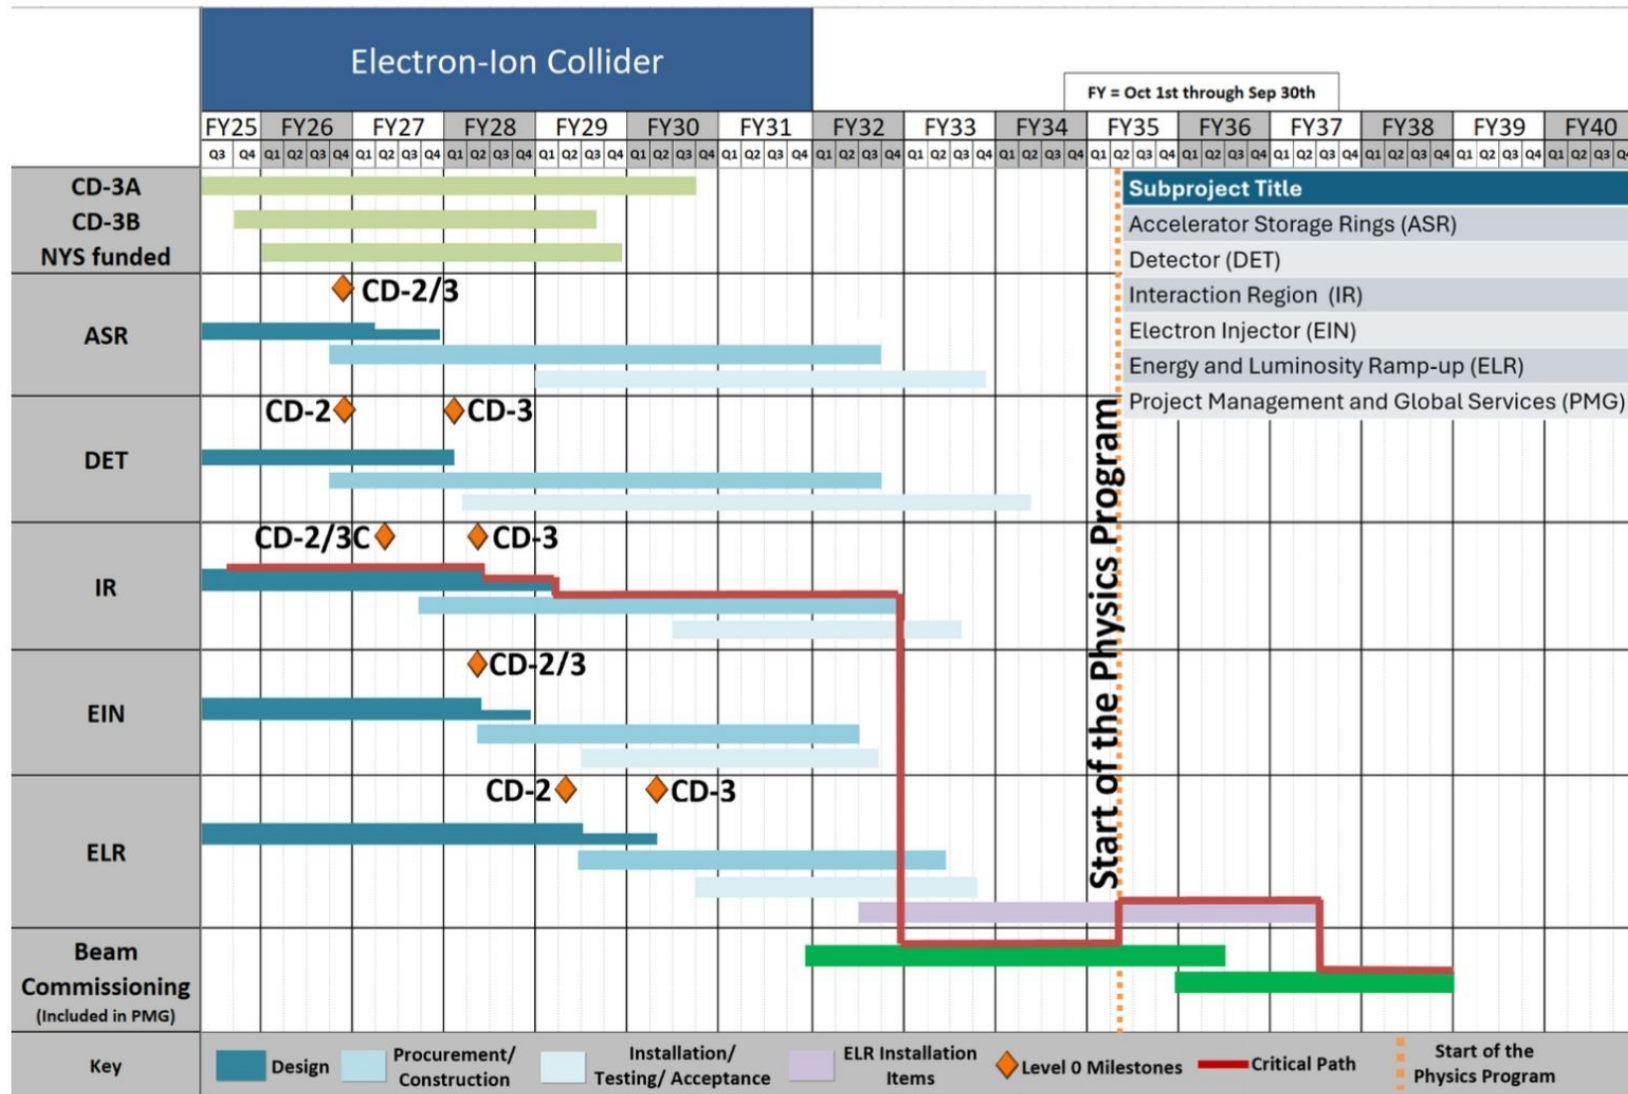 Electron-Ion Collider
FY = Oct 1st through Sep 30th
FY25 FY26 FY27 FY28 FY29 FY30 FY31 FY32 FY33 FY34 FY35 FY36 FY37 FY38 FY39 FY40
Q3 Q4 Q1 Q2 Q3 Q4 Q1 Q2 Q3 Q4 Q1 Q2 Q3 Q4 Q1 Q2 Q3 Q4 Q1 Q2 Q3 Q4 Q1 Q2 Q3 Q4 Q1 Q2 Q3 Q4 Q1 Q2 Q3 Q4 Q1 Q2 Q3 Q4 Q1 Q2 Q3 Q4 Q1 Q2 Q3 Q4 Q1 Q2 Q3 Q4 Q1 Q2 Q3 Q4 Q1 Q2 Q3 Q4 Q1 Q2 Q3 Q4
CD-3A
CD-3B
NYS funded
Subproject Title
Accelerator Storage Rings (ASR)
Detector (DET)
Interaction Region (IR)
Electron Injector (EIN)
Energy and Luminosity Ramp-up (ELR)
Project Management and Global Services (PMG)
ASR
CD-2/3
DET
CD-2
CD-3
IR
CD-2/3C
CD-3
EIN
CD-2/3
ELR
CD-2
CD-3
Start of the Physics Program
Beam
Commissioning
(Included in PMG)
Key
Design
Procurement/
Construction
Installation/
Testing/ Acceptance
ELR Installation
Items
Level 0 Milestones
Critical Path
Start of the
Physics Program